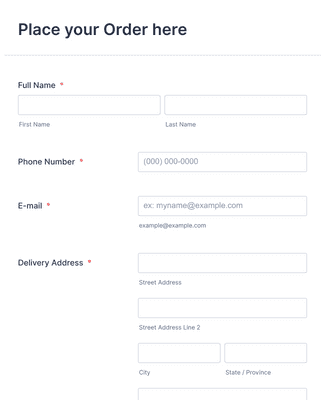 Place your Order here
Full Name *
First Name Last Name
Phone Number * (000) 000-0000
E-mail * ex: myname@example.com
example@example.com
Delivery Address *
Street Address
Street Address Line 2
City State / Province